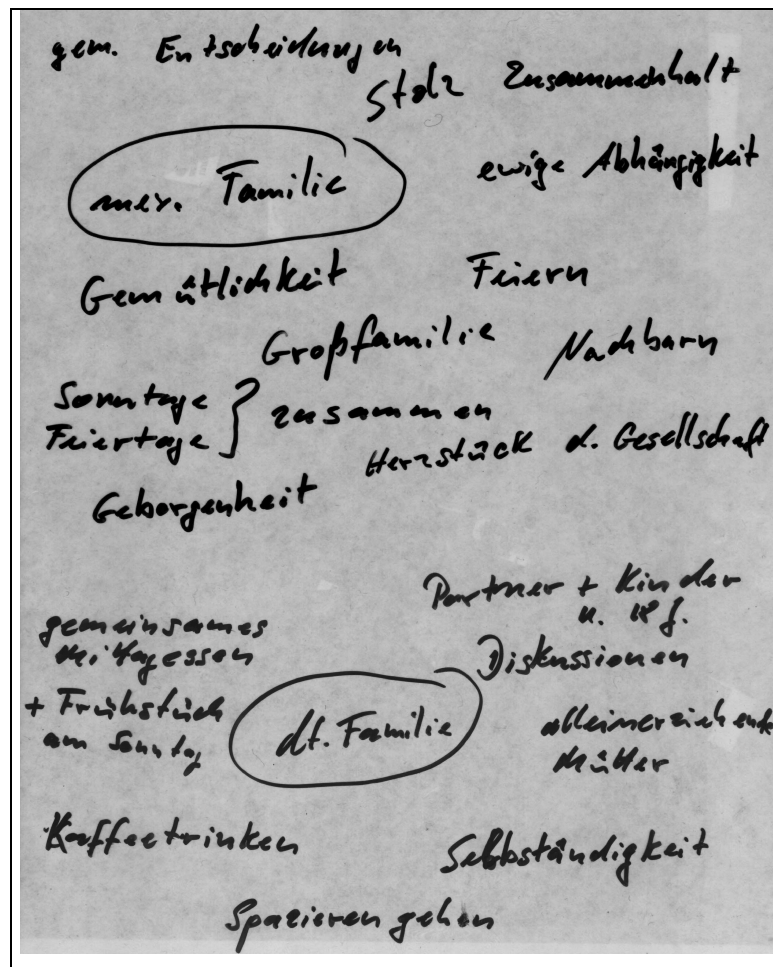 gem. Entscheidungen
Stolz Zusammenhalt
mex. Familie
ewige Abhängigkeit
Gemütlichkeit Feiern
Großfamilie Nachbarn
Sonntage
Feiertage } zusammen
Herzstück d. Gesellschaft
Geborgenheit
Partner + Kinder
u.
gemeinsames
Mittagessen
Diskussionen
+ Frühstück
am Sonntag
dt. Familie
alleinerziehende
Mütter
Kaffeetrinken
Selbständigkeit
Spazieren gehen